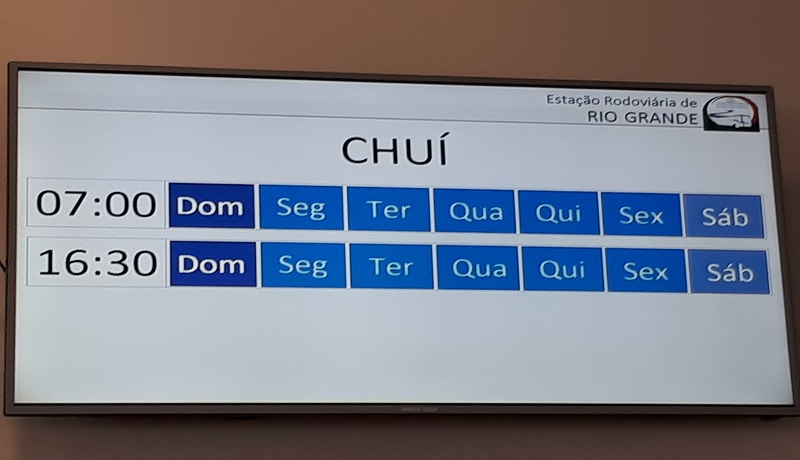 Estação Rodoviária de
RIO GRANDE
CHUÍ
07:00 Dom Seg Ter Qua Qui Sex Sáb
16:30 Dom Seg Ter Qua Qui Sex Sáb